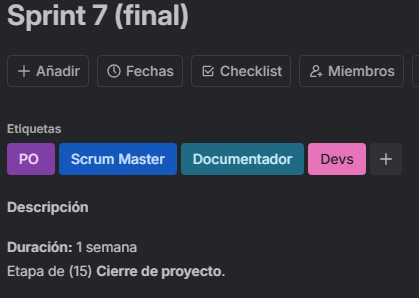 Sprint 7 (final)
+ Añadir Fechas Checklist Miembros
Etiquetas
PO Scrum Master Documentador Devs +
Descripción
Duración: 1 semana
Etapa de (15) Cierre de proyecto.